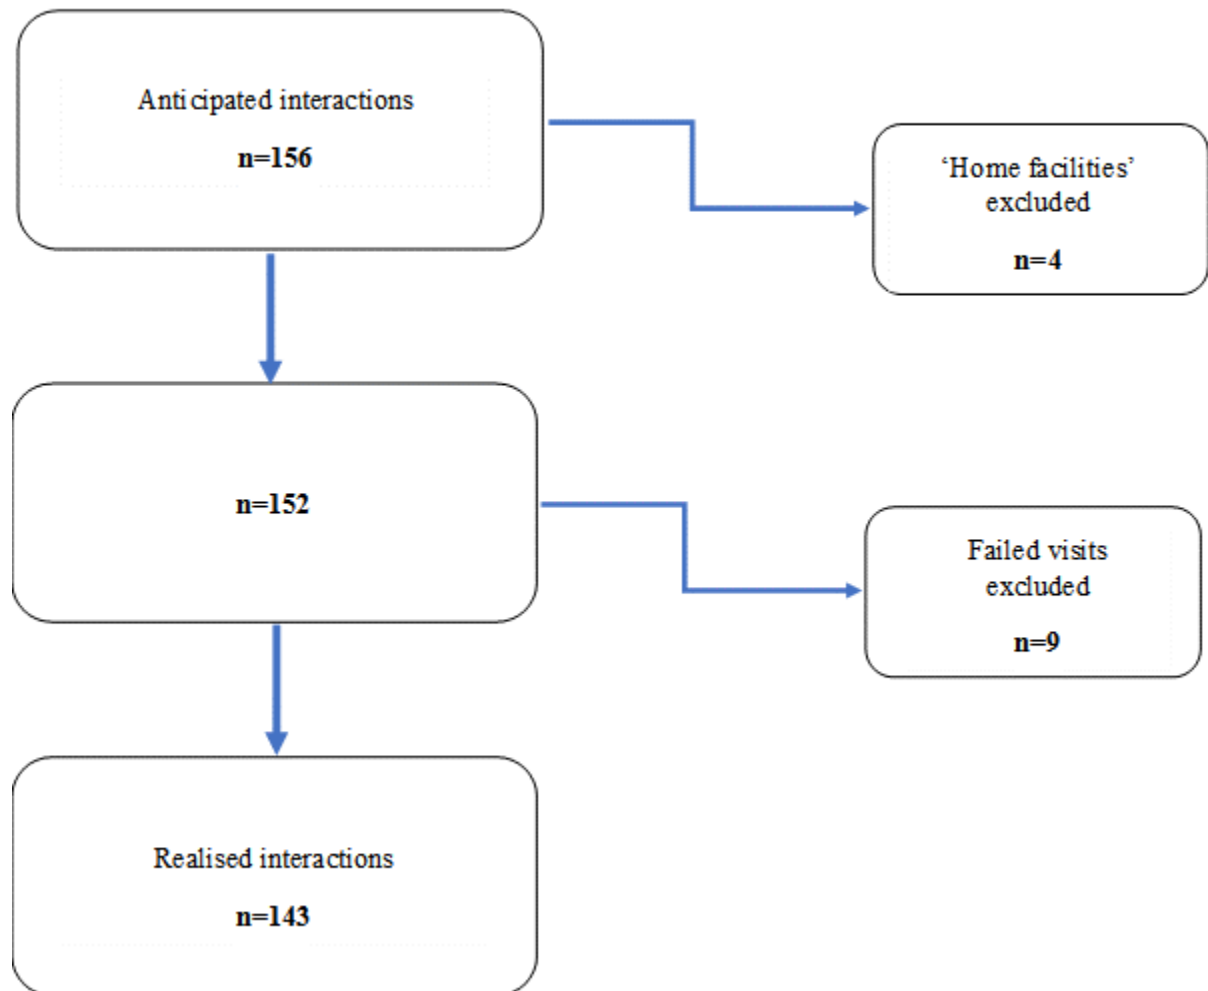 Anticipated interactions
n=156
‘Home facilities’
excluded
n=4
n=152
Failed visits
excluded
n=9
Realised interactions
n=143